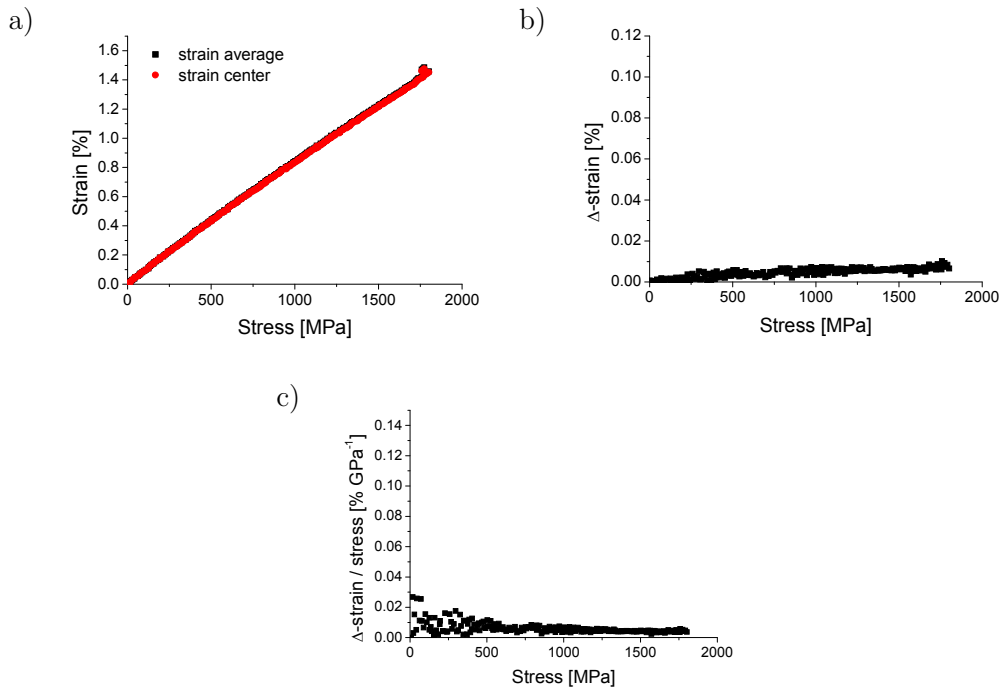 a)
1.6
1.4
1.2
1.0
0.8
0.6
0.4
0.2
0.0
Strain [%]
strain average
strain center
0 500 1000 1500 2000
Stress [MPa]
b)
0.12
0.10
0.08
0.06
0.04
0.02
0.00
Δ-strain [%]
0 500 1000 1500 2000
Stress [MPa]
c)
0.14
0.12
0.10
0.08
0.06
0.04
0.02
0.00
Δ-strain / stress [% GPa⁻¹]
0 500 1000 1500 2000
Stress [MPa]